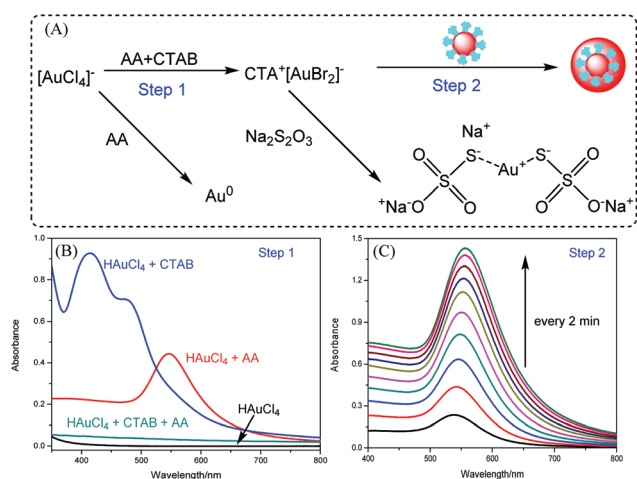 (A)
AA+CTAB
[AuCl4]-
CTA+[AuBr2]-
Step 1
Step 2
AA
Na2S2O3
Au0
Na+
O
S-
Au+
S-
O
S
S
+Na-O
O
O
O-Na+
(B)
Step 1
HAuCl4 + CTAB
HAuCl4 + AA
HAuCl4
HAuCl4 + CTAB + AA
Absorbance
1.0
0.8
0.6
0.4
0.2
0.0
400 500 600 700 800
Wavelength/nm
(C)
Step 2
every 2 min
Absorbance
1.5
1.2
0.9
0.6
0.3
0.0
400 500 600 700 800
Wavelength/nm